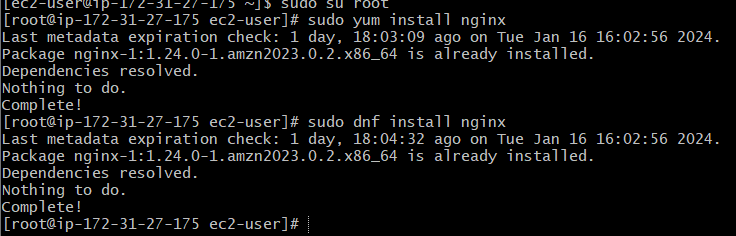 [ec2-user@ip-172-31-27-175 ~]$ sudo su root
[root@ip-172-31-27-175 ec2-user]# sudo yum install nginx
Last metadata expiration check: 1 day, 18:03:09 ago on Tue Jan 16 16:02:56 2024.
Package nginx-1:1.24.0-1.amzn2023.0.2.x86_64 is already installed.
Dependencies resolved.
Nothing to do.
Complete!
[root@ip-172-31-27-175 ec2-user]# sudo dnf install nginx
Last metadata expiration check: 1 day, 18:04:32 ago on Tue Jan 16 16:02:56 2024.
Package nginx-1:1.24.0-1.amzn2023.0.2.x86_64 is already installed.
Dependencies resolved.
Nothing to do.
Complete!
[root@ip-172-31-27-175 ec2-user]#